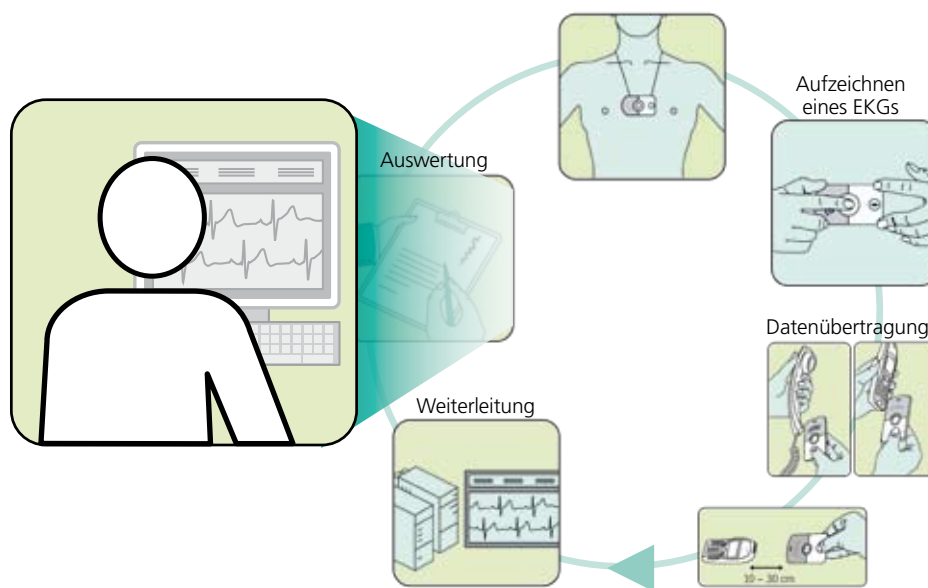 Aufzeichnen
eines EKGs
Auswertung
Datenübertragung
Weiterleitung
10 – 30 cm